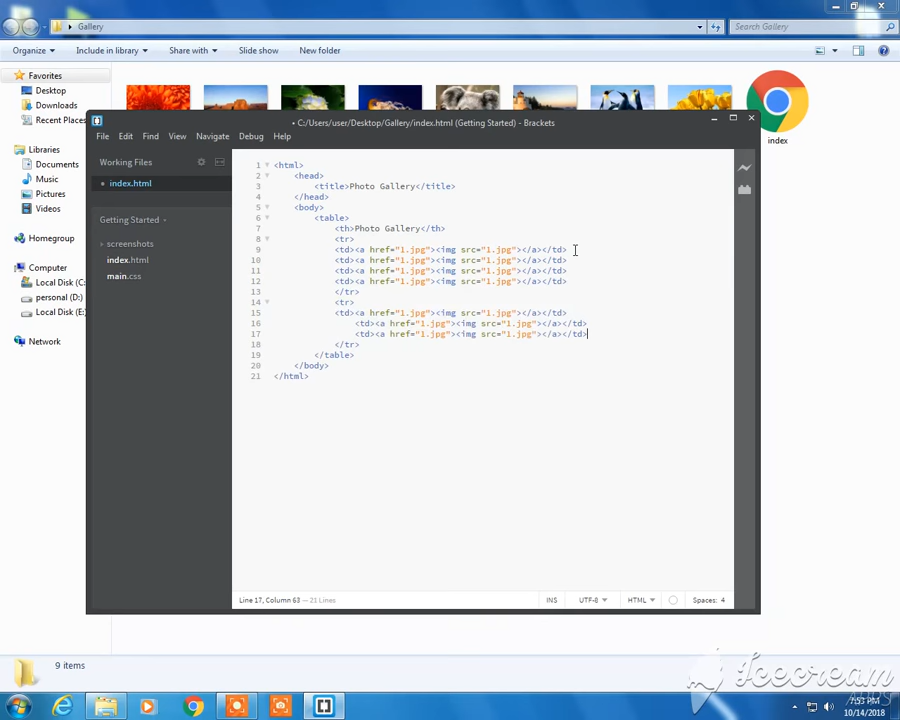 Gallery
Search Gallery
Organize
Include in library
Share with
Slide show
New folder
Favorites
Desktop
Downloads
Recent Places
Libraries
Documents
Music
Pictures
Videos
Homegroup
Computer
Local Disk (C:
personal (D:)
Local Disk (E:
Network
index
• C:/Users/user/Desktop/Gallery/index.html (Getting Started) - Brackets
File Edit Find View Navigate Debug Help
Working Files
• index.html
Getting Started
screenshots
index.html
main.css
1 <html>
2 <head>
3 <title>Photo Gallery</title>
4 </head>
5 <body>
6 <table>
7 <th>Photo Gallery</th>
8 <tr>
9 <td><a href="1.jpg"><img src="1.jpg"></a></td>
10 <td><a href="1.jpg"><img src="1.jpg"></a></td>
11 <td><a href="1.jpg"><img src="1.jpg"></a></td>
12 <td><a href="1.jpg"><img src="1.jpg"></a></td>
13 </tr>
14 <tr>
15 <td><a href="1.jpg"><img src="1.jpg"></a></td>
16 <td><a href="1.jpg"><img src="1.jpg"></a></td>
17 <td><a href="1.jpg"><img src="1.jpg"></a></td>
18 </tr>
19 </table>
20 </body>
21 </html>
Line 17, Column 63 — 21 Lines
INS UTF-8 HTML Spaces: 4
9 items
Icecream
APPS
7:53 PM
10/14/2018